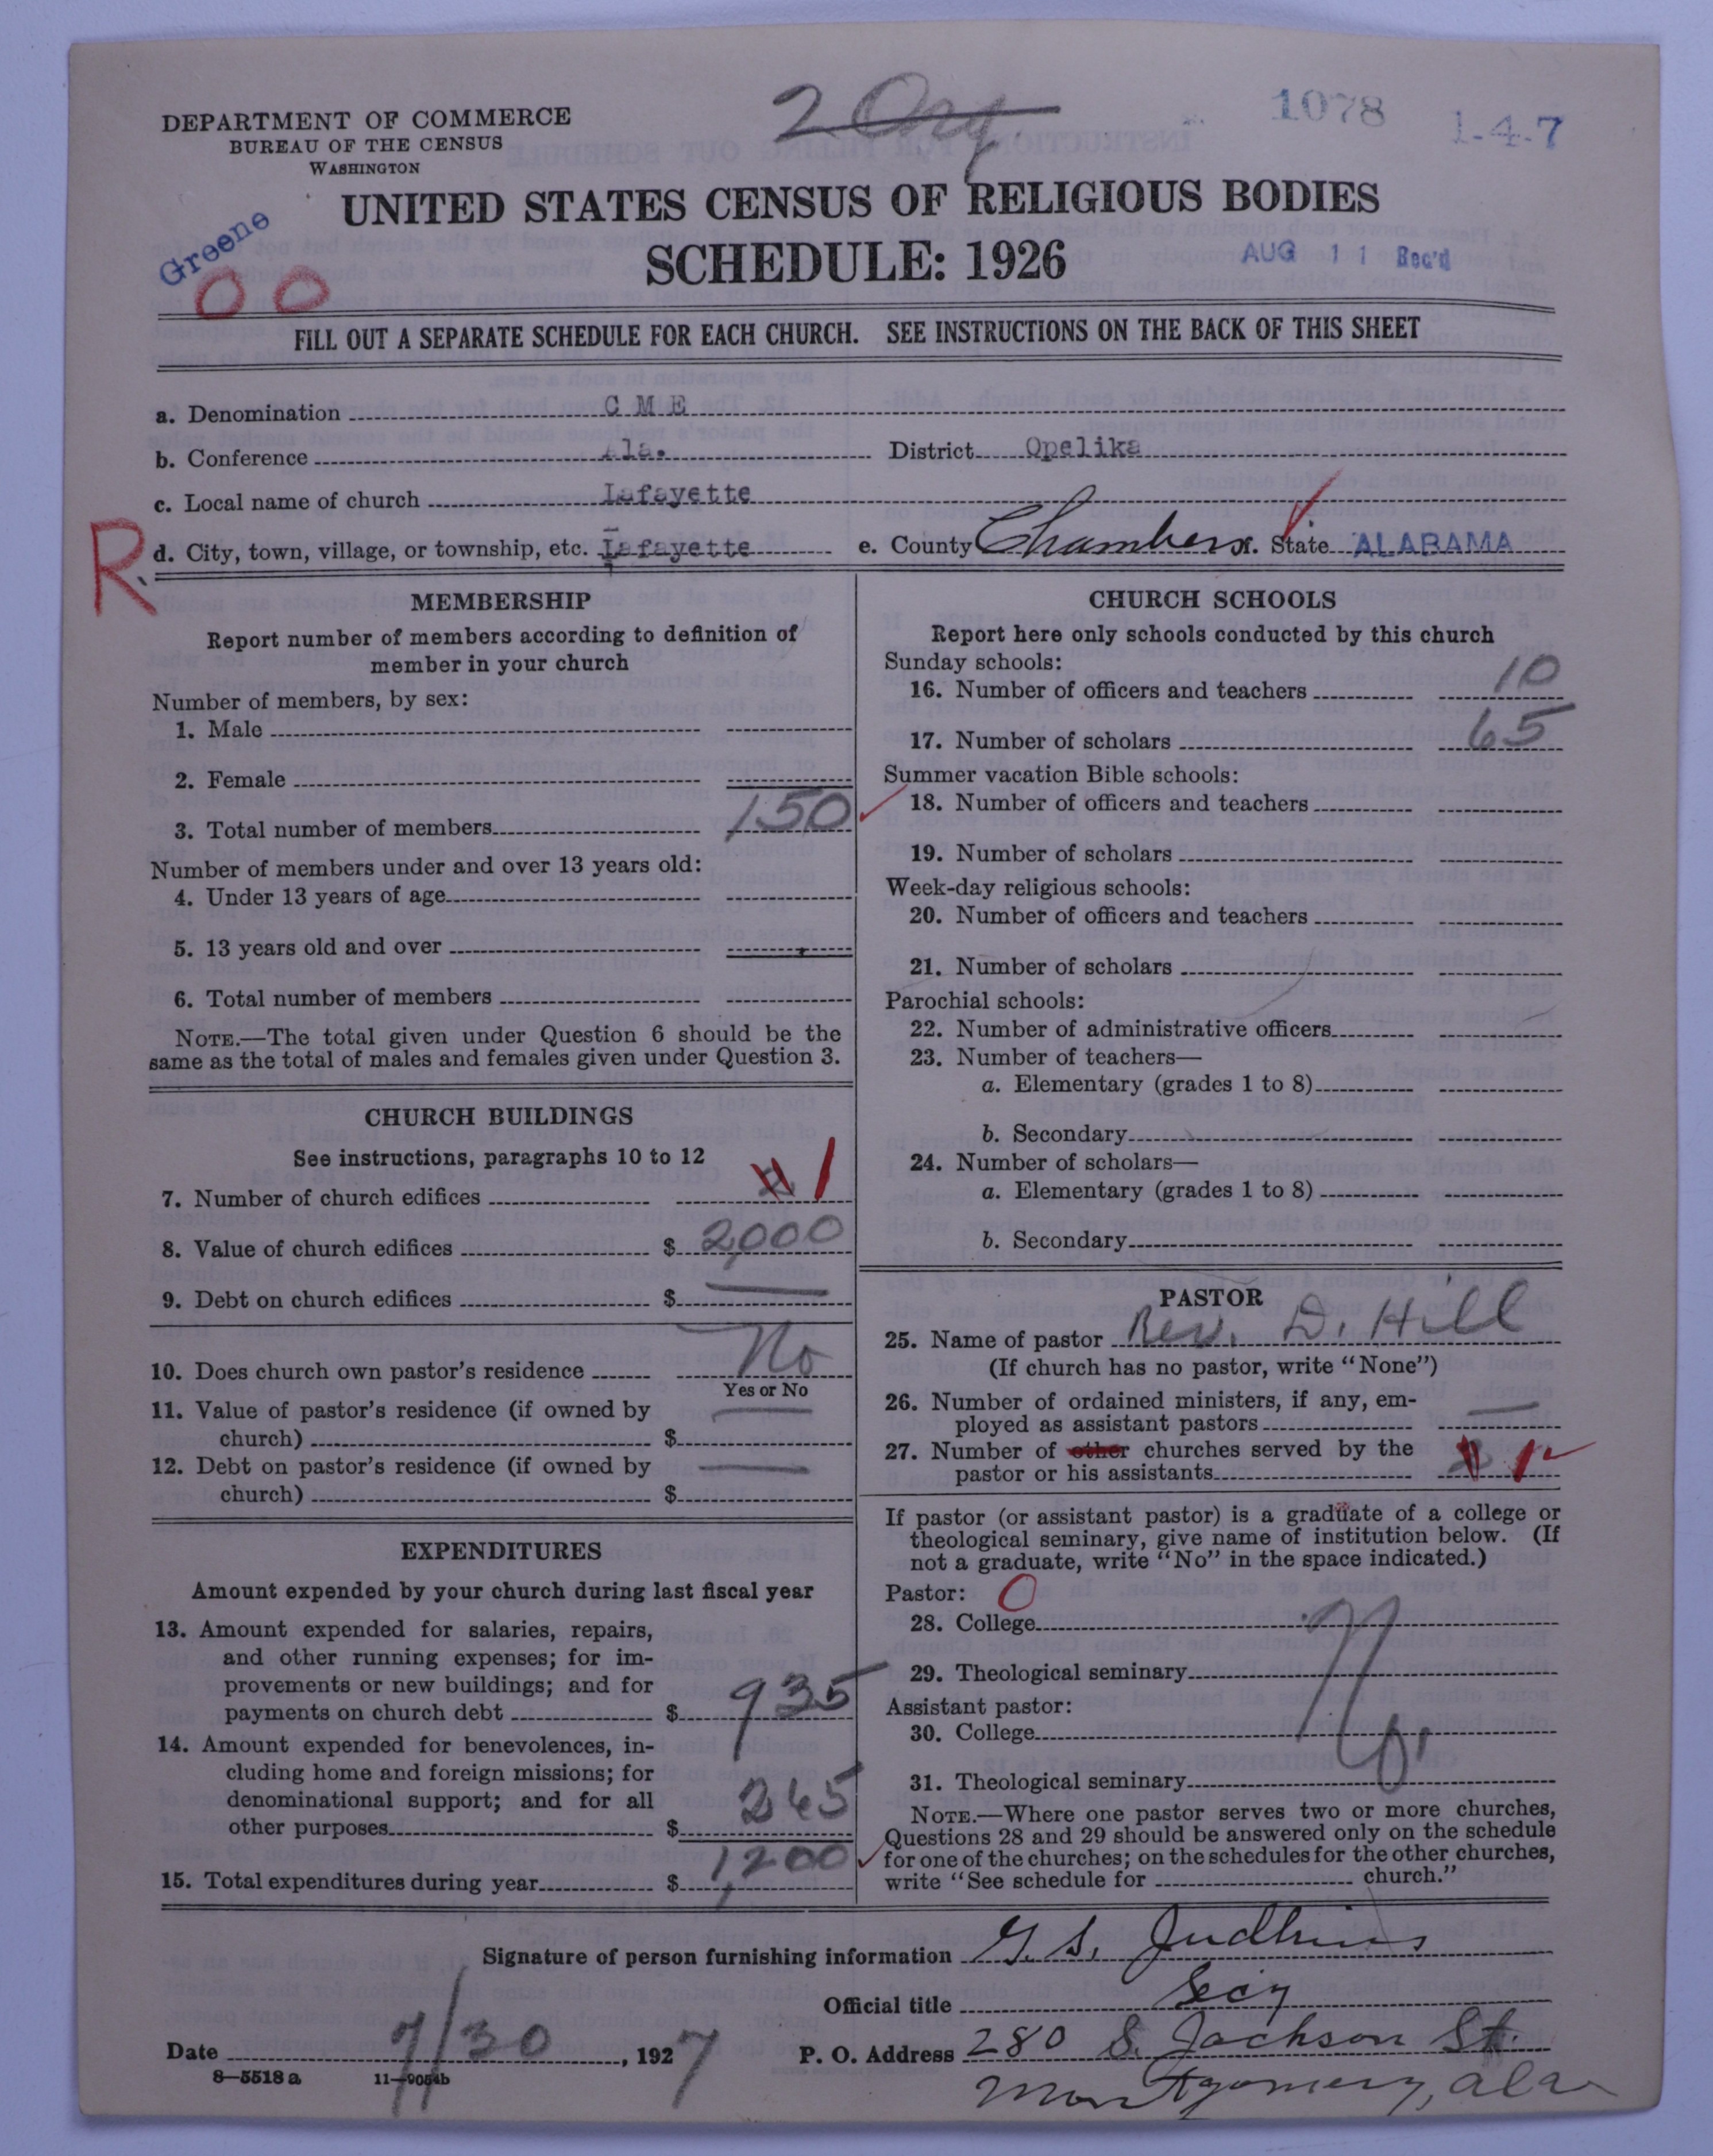 2 Org
1078
1-4-7
DEPARTMENT OF COMMERCE
BUREAU OF THE CENSUS
WASHINGTON
UNITED STATES CENSUS OF RELIGIOUS BODIES
SCHEDULE: 1926
AUG 11 Rec'd
Greene
0 0
FILL OUT A SEPARATE SCHEDULE FOR EACH CHURCH. SEE INSTRUCTIONS ON THE BACK OF THIS SHEET
a. Denomination C M E
b. Conference Ala. District Opelika
c. Local name of church Lafayette
R
d. City, town, village, or township, etc. Lafayette e. County Chambers f. State ALABAMA
MEMBERSHIP
Report number of members according to definition of
member in your church
Number of members, by sex:
1. Male
2. Female
3. Total number of members 150
Number of members under and over 13 years old:
4. Under 13 years of age
5. 13 years old and over
6. Total number of members
NOTE.—The total given under Question 6 should be the
same as the total of males and females given under Question 3.
CHURCH BUILDINGS
See instructions, paragraphs 10 to 12
7. Number of church edifices 2 1
8. Value of church edifices $ 2,000
9. Debt on church edifices $ —
10. Does church own pastor's residence No
Yes or No
11. Value of pastor's residence (if owned by
church) $ —
12. Debt on pastor's residence (if owned by
church) $ —
EXPENDITURES
Amount expended by your church during last fiscal year
13. Amount expended for salaries, repairs,
and other running expenses; for im-
provements or new buildings; and for
payments on church debt $ 935
14. Amount expended for benevolences, in-
cluding home and foreign missions; for
denominational support; and for all
other purposes $ 265
15. Total expenditures during year $ 1,200
CHURCH SCHOOLS
Report here only schools conducted by this church
Sunday schools:
16. Number of officers and teachers 10
17. Number of scholars 65
Summer vacation Bible schools:
18. Number of officers and teachers
19. Number of scholars
Week-day religious schools:
20. Number of officers and teachers
21. Number of scholars
Parochial schools:
22. Number of administrative officers
23. Number of teachers—
a. Elementary (grades 1 to 8)
b. Secondary
24. Number of scholars—
a. Elementary (grades 1 to 8)
b. Secondary
PASTOR
25. Name of pastor Rev. D. Hill
(If church has no pastor, write "None")
26. Number of ordained ministers, if any, em-
ployed as assistant pastors —
27. Number of other churches served by the
pastor or his assistants 2 1
If pastor (or assistant pastor) is a graduate of a college or
theological seminary, give name of institution below. (If
not a graduate, write "No" in the space indicated.)
Pastor: 0
28. College
29. Theological seminary No.
Assistant pastor:
30. College
31. Theological seminary
NOTE.—Where one pastor serves two or more churches,
Questions 28 and 29 should be answered only on the schedule
for one of the churches; on the schedules for the other churches,
write "See schedule for church."
Signature of person furnishing information G. S. Judkins
Official title Secy
Date 7/30, 1927 P. O. Address 280 S. Jackson St.
8—5518 a 11—9054b Montgomery, Ala